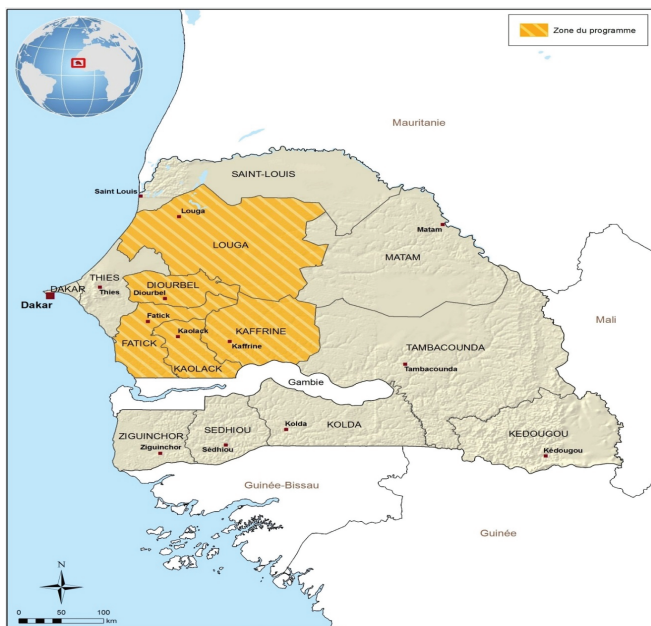 Zone du programme
Mauritanie
SAINT-LOUIS
Saint Louis
Louga
LOUGA
Matam
MATAM
THIES
Thies
DAKAR
Dakar
DIOURBEL
Diourbel
Fatick
FATICK
Kaolack
KAOLACK
KAFFRINE
Kaffrine
Mali
TAMBACOUNDA
Tambacounda
Gambie
ZIGUINCHOR
Ziguinchor
SEDHIOU
Sédhiou
Kolda
KOLDA
KEDOUGOU
Kédougou
Guinée-Bissau
Guinée
N
0 50 100
km